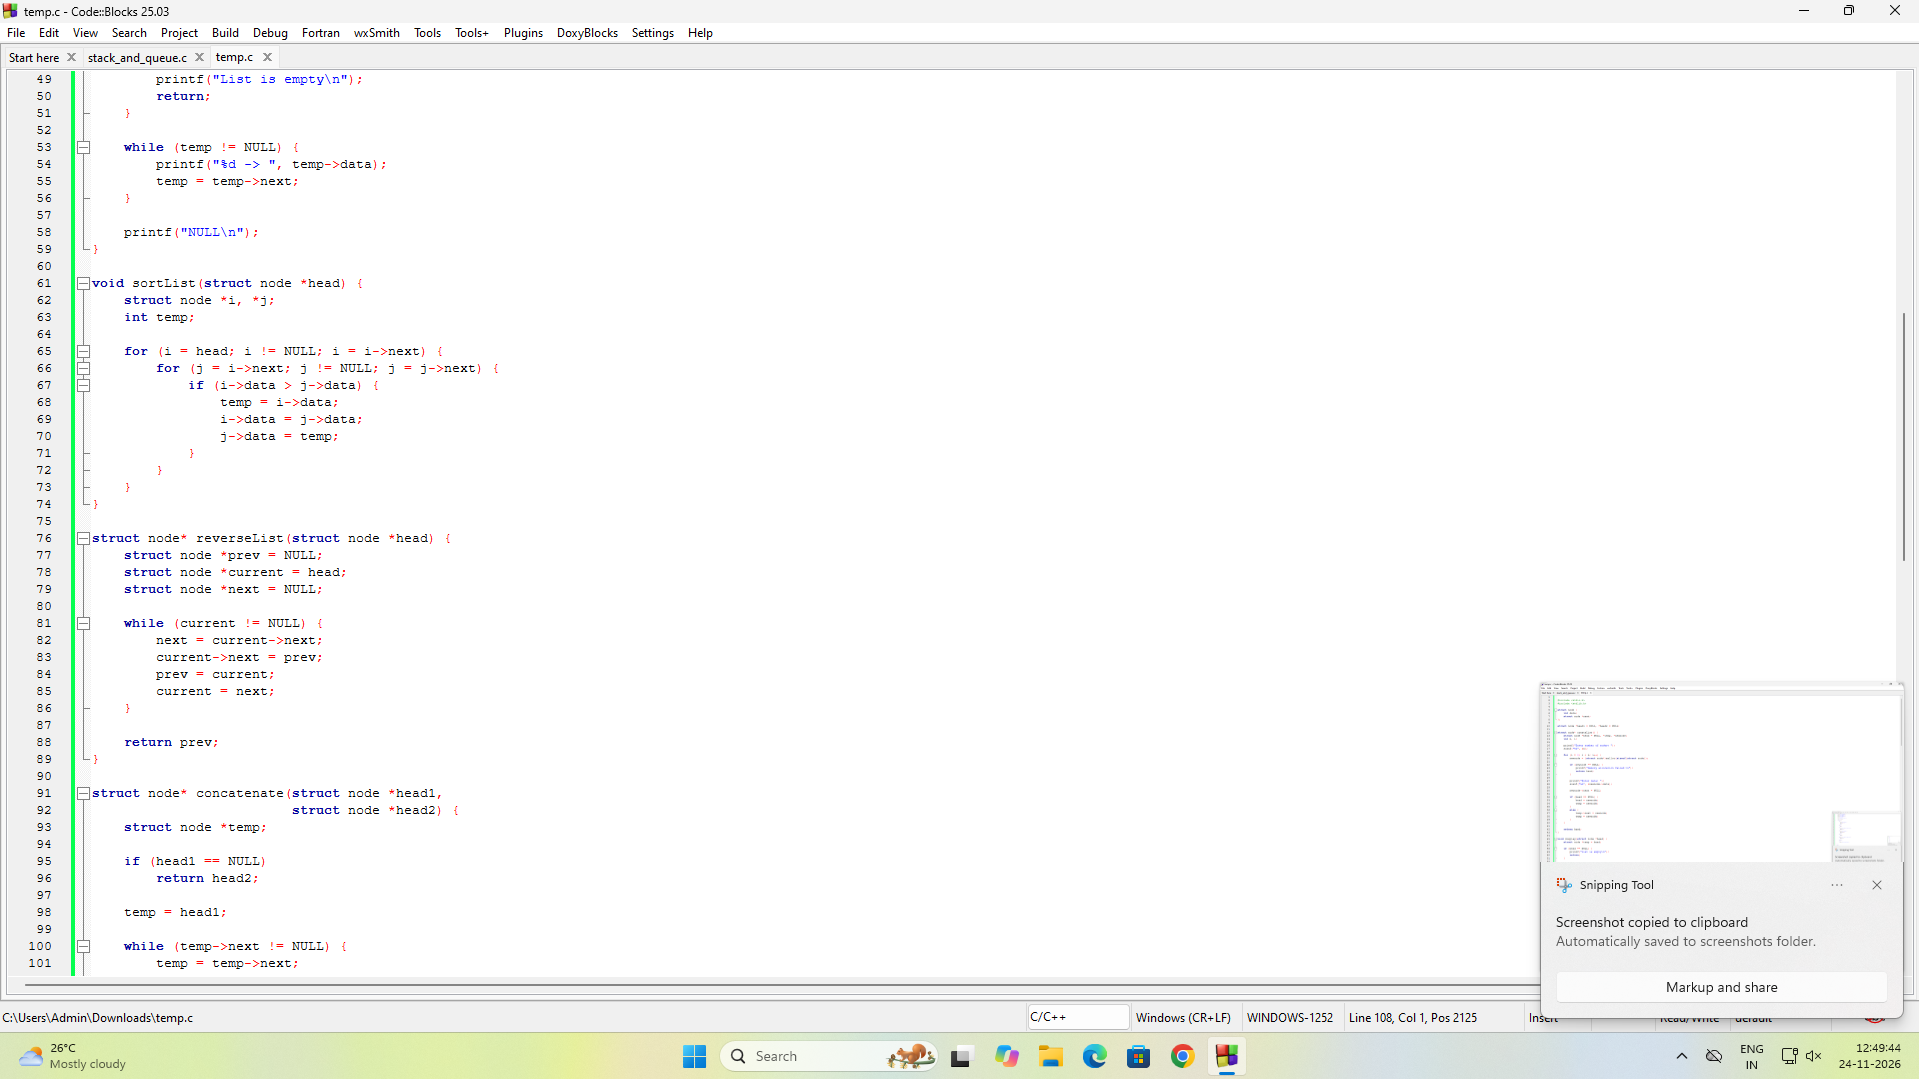 temp.c - Code::Blocks 25.03
File Edit View Search Project Build Debug Fortran wxSmith Tools Tools+ Plugins DoxyBlocks Settings Help
Start here stack_and_queue.c temp.c
49 printf("List is empty\n");
50 return;
51 }
52
53 while (temp != NULL) {
54 printf("%d -> ", temp->data);
55 temp = temp->next;
56 }
57
58 printf("NULL\n");
59 }
60
61 void sortList(struct node *head) {
62 struct node *i, *j;
63 int temp;
64
65 for (i = head; i != NULL; i = i->next) {
66 for (j = i->next; j != NULL; j = j->next) {
67 if (i->data > j->data) {
68 temp = i->data;
69 i->data = j->data;
70 j->data = temp;
71 }
72 }
73 }
74 }
75
76 struct node* reverseList(struct node *head) {
77 struct node *prev = NULL;
78 struct node *current = head;
79 struct node *next = NULL;
80
81 while (current != NULL) {
82 next = current->next;
83 current->next = prev;
84 prev = current;
85 current = next;
86 }
87
88 return prev;
89 }
90
91 struct node* concatenate(struct node *head1,
92 struct node *head2) {
93 struct node *temp;
94
95 if (head1 == NULL)
96 return head2;
97
98 temp = head1;
99
100 while (temp->next != NULL) {
101 temp = temp->next;
Snipping Tool
Screenshot copied to clipboard
Automatically saved to screenshots folder.
Markup and share
C:\Users\Admin\Downloads\temp.c C/C++ Windows (CR+LF) WINDOWS-1252 Line 108, Col 1, Pos 2125 Insert Read/Write default
26°C
Mostly cloudy
Search
ENG
IN
12:49:44
24-11-2026